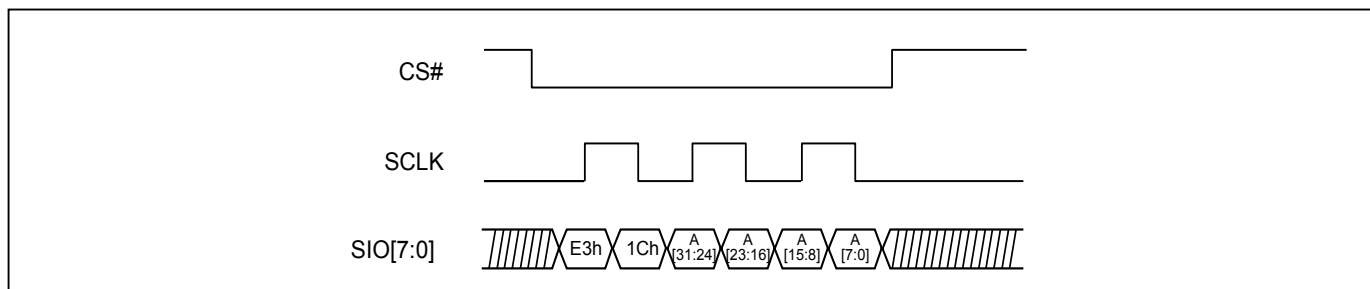 CS#
SCLK
SIO[7:0]
E3h
1Ch
A
[31:24]
A
[23:16]
A
[15:8]
A
[7:0]